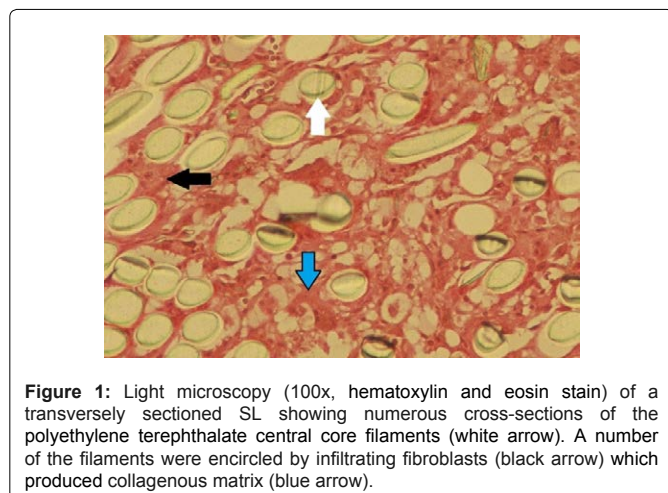 Figure 1: Light microscopy (100x, hematoxylin and eosin stain) of a
transversely sectioned SL showing numerous cross-sections of the
polyethylene terephthalate central core filaments (white arrow). A number
of the filaments were encircled by infiltrating fibroblasts (black arrow) which
produced collagenous matrix (blue arrow).